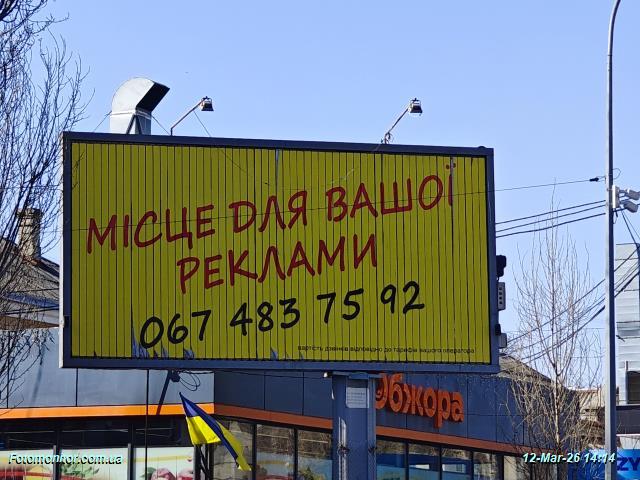 МІСЦЕ ДЛЯ ВАШОЇ
РЕКЛАМИ
067 483 75 92
вартість дзвінків відповідно до тарифів вашого оператора
Обжора
Fotomonitor.com.ua
12-Mar-26 14:14
ZY